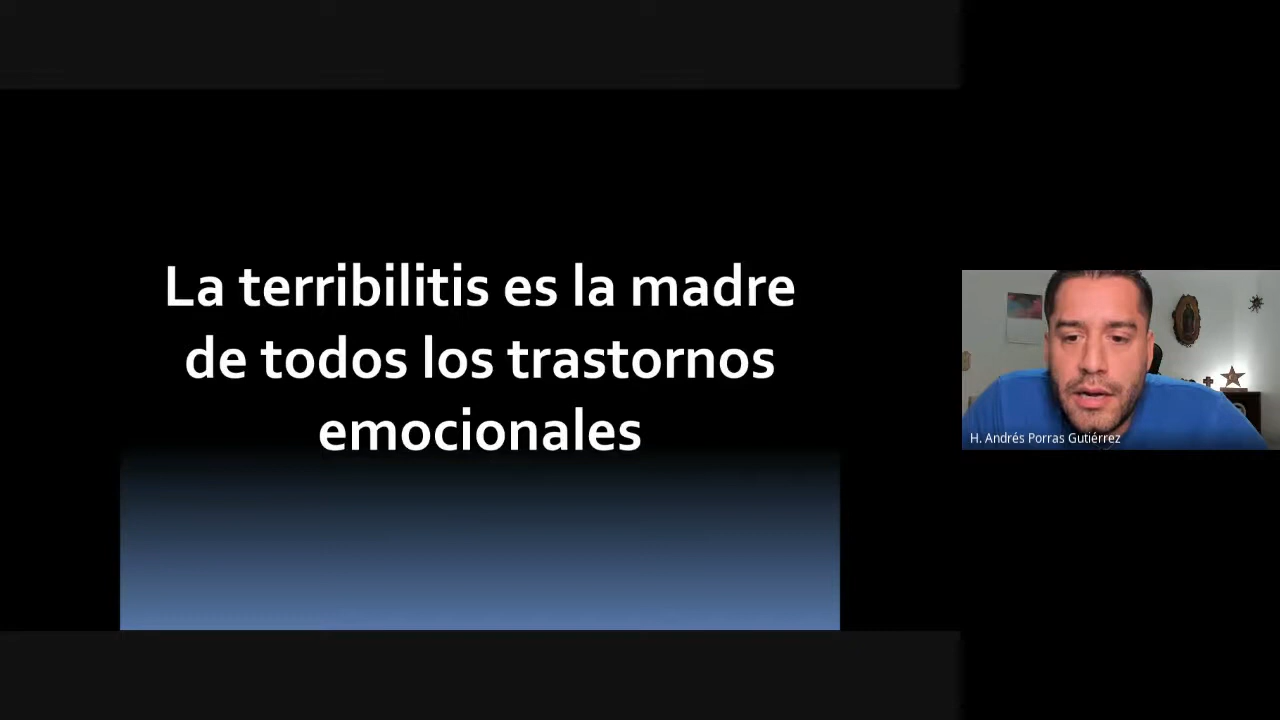 La terribilitis es la madre
de todos los trastornos
emocionales
H. Andrés Porras Gutiérrez